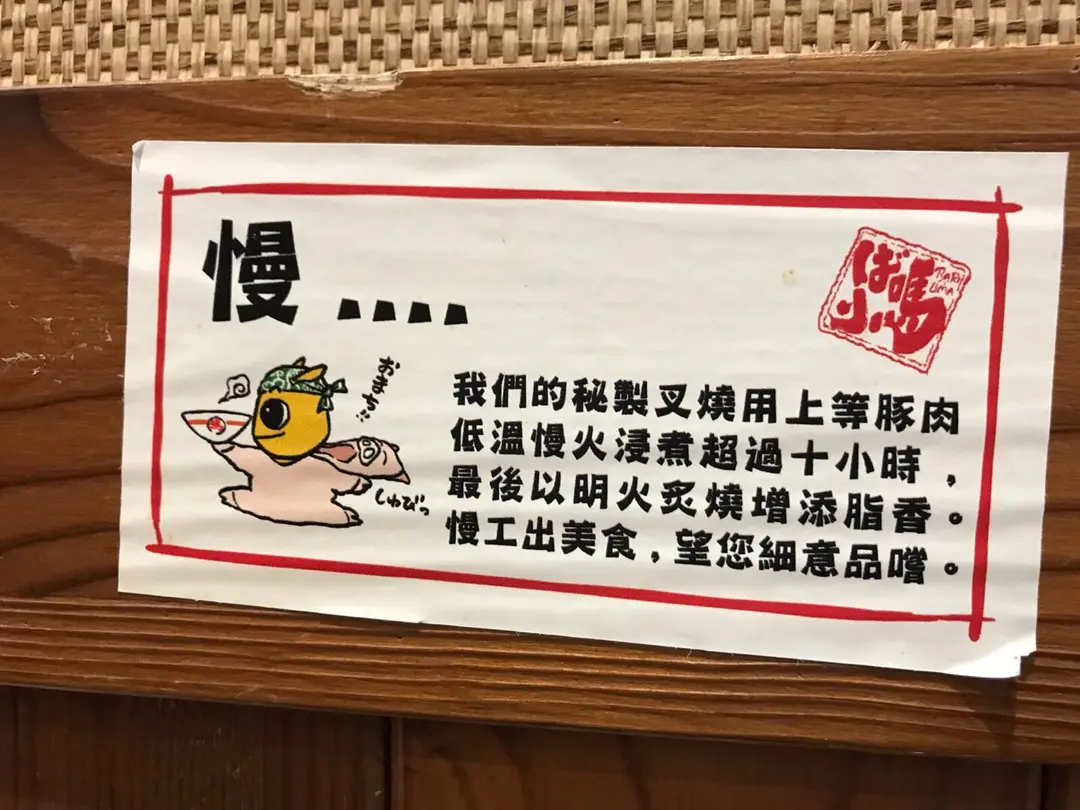 慢....
ばり嗎
BARI
UMA
おまち!!
しゅびっ
我們的秘製叉燒用上等豚肉
低溫慢火浸煮超過十小時，
最後以明火炙燒增添脂香。
慢工出美食，望您細意品嚐。